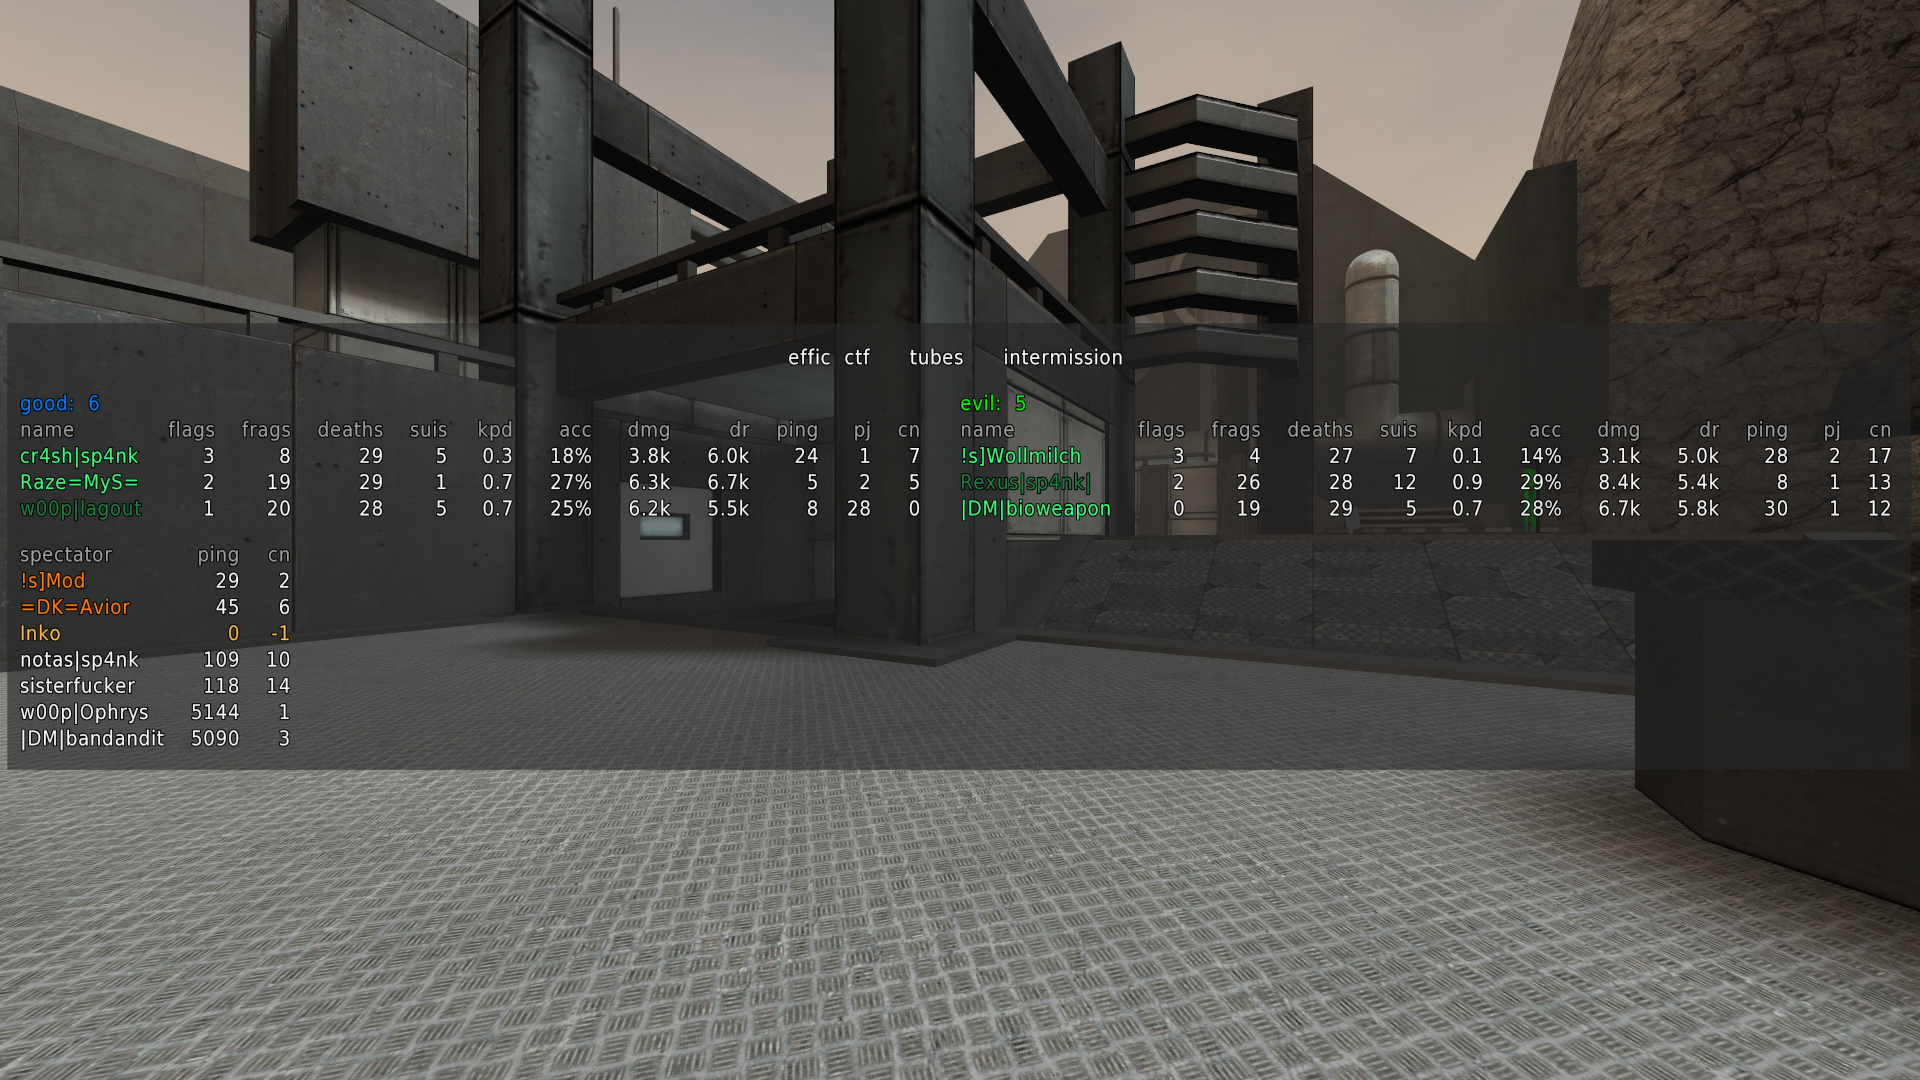 effic ctf tubes intermission
good: 6
name flags frags deaths suis kpd acc dmg dr ping pj cn
cr4sh|sp4nk 3 8 29 5 0.3 18% 3.8k 6.0k 24 1 7
Raze=MyS= 2 19 29 1 0.7 27% 6.3k 6.7k 5 2 5
w00p|lagout 1 20 28 5 0.7 25% 6.2k 5.5k 8 28 0
evil: 5
name flags frags deaths suis kpd acc dmg dr ping pj cn
!s]Wollmilch 3 4 27 7 0.1 14% 3.1k 5.0k 28 2 17
Rexus|sp4nk| 2 26 28 12 0.9 29% 8.4k 5.4k 8 1 13
|DM|bioweapon 0 19 29 5 0.7 28% 6.7k 5.8k 30 1 12
spectator ping cn
!s]Mod 29 2
=DK=Avior 45 6
Inko 0 -1
notas|sp4nk 109 10
sisterfucker 118 14
w00p|Ophrys 5144 1
|DM|bandandit 5090 3